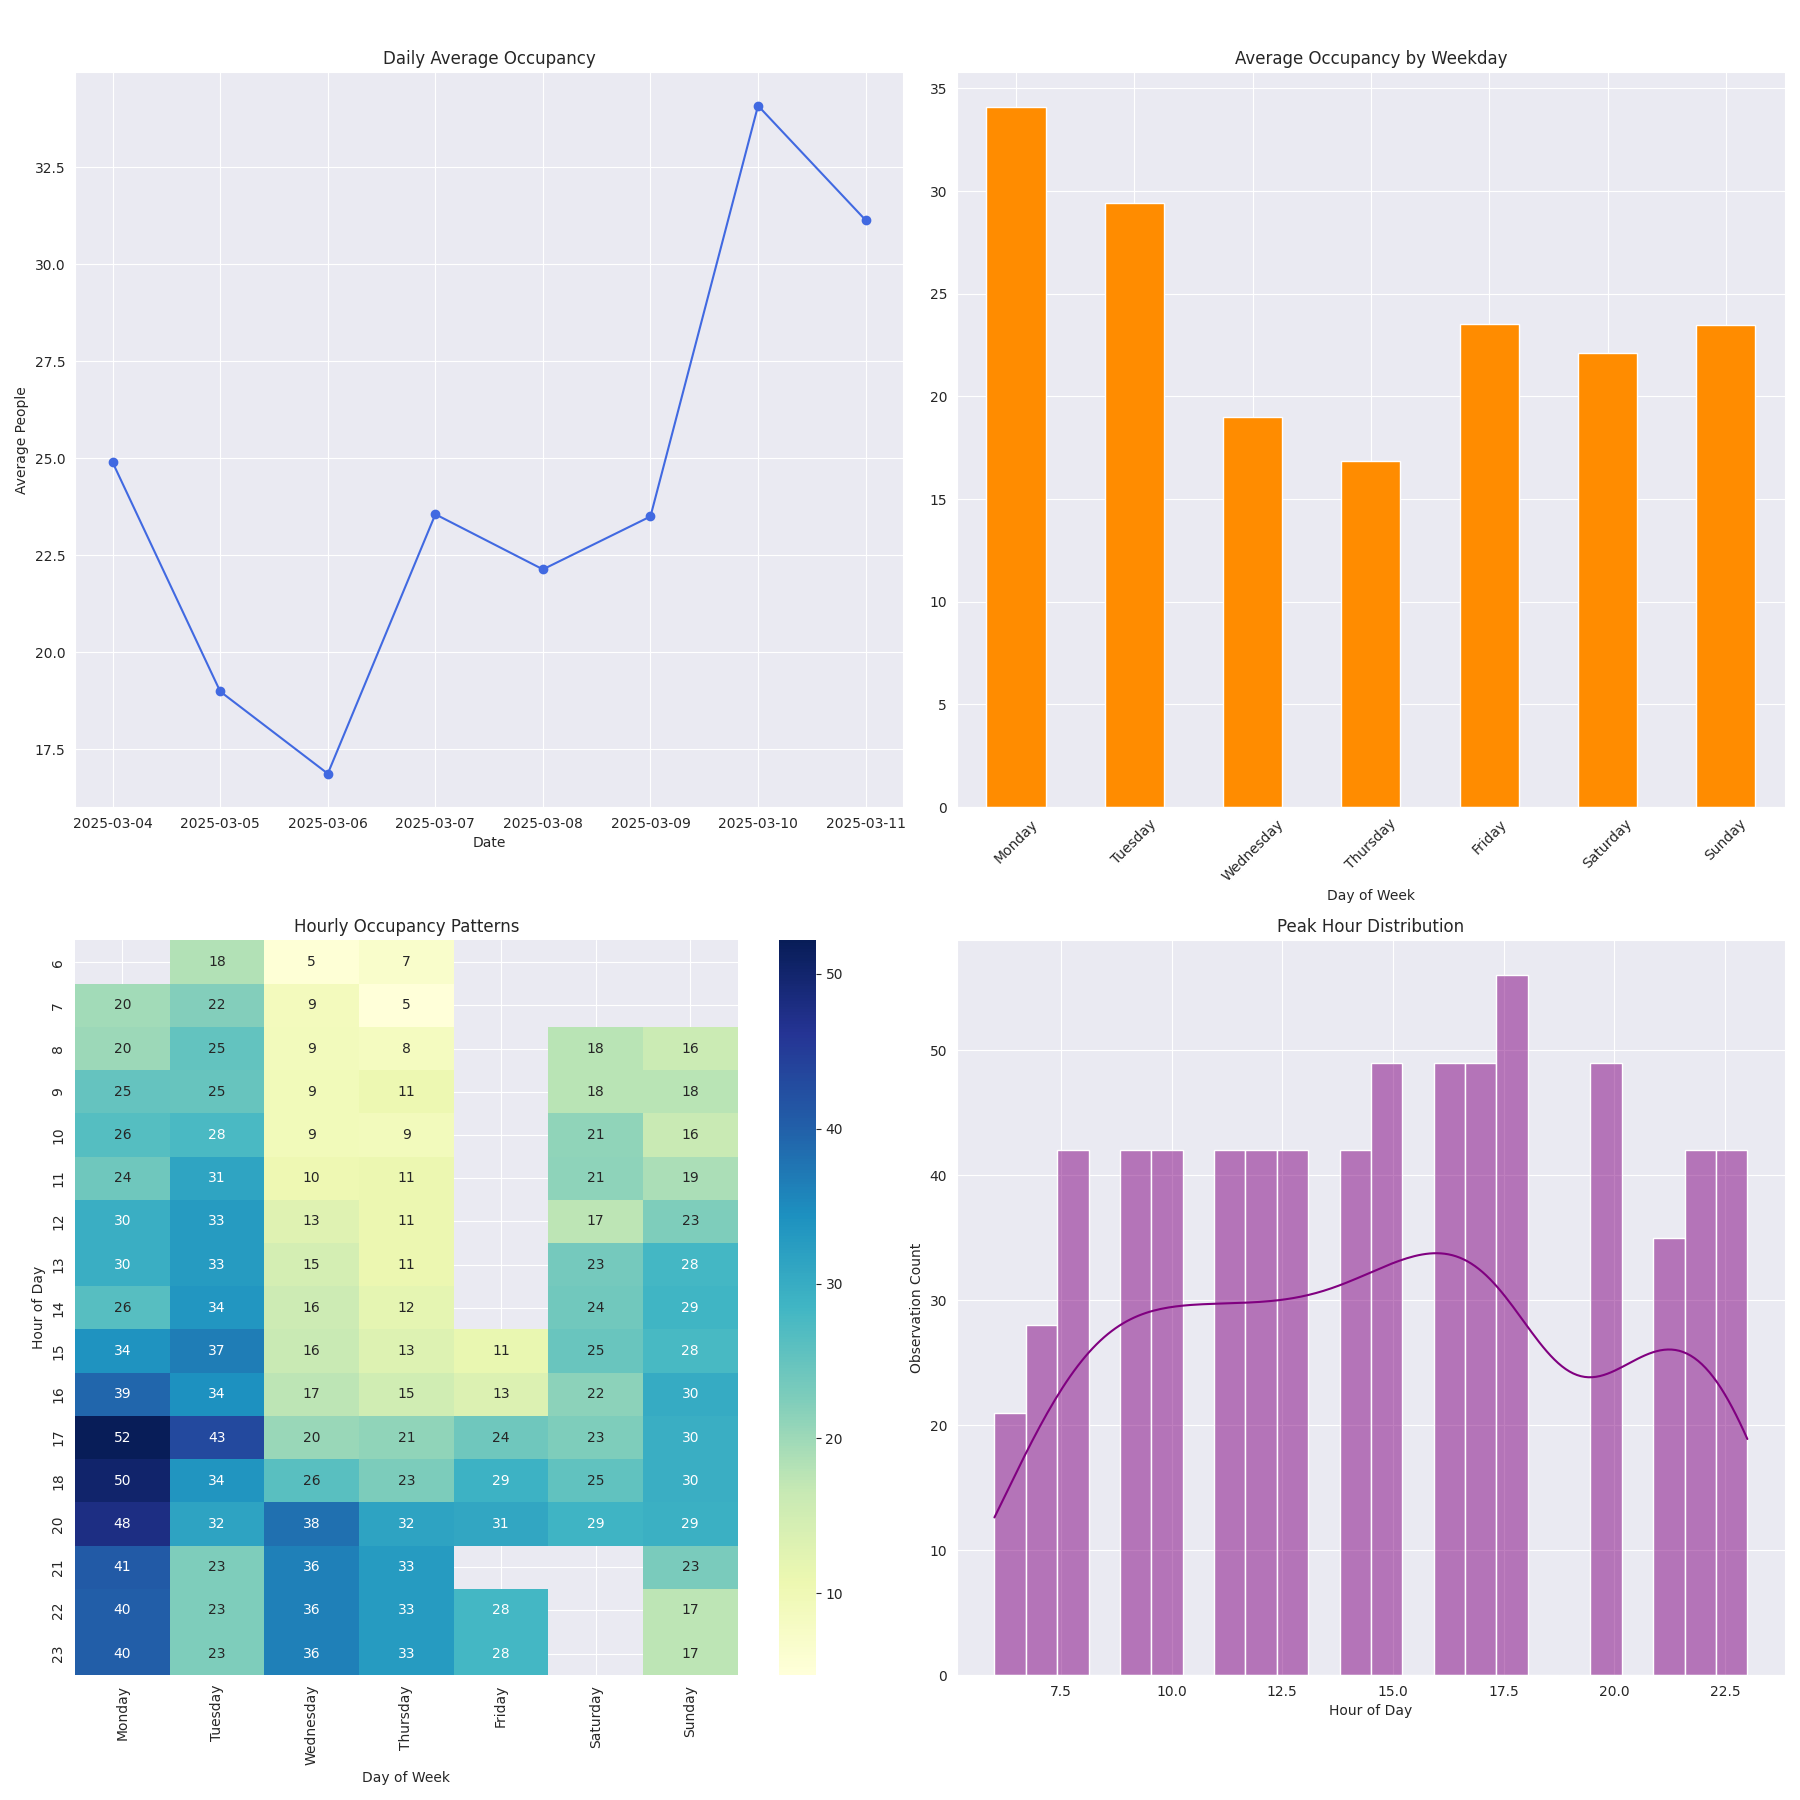 Daily Average Occupancy
Average People
32.5
30.0
27.5
25.0
22.5
20.0
17.5
2025-03-04 2025-03-05 2025-03-06 2025-03-07 2025-03-08 2025-03-09 2025-03-10 2025-03-11
Date
Average Occupancy by Weekday
35
30
25
20
15
10
5
0
Monday Tuesday Wednesday Thursday Friday Saturday Sunday
Day of Week
Hourly Occupancy Patterns
Hour of Day
6 18 5 7
7 20 22 9 5
8 20 25 9 8 18 16
9 25 25 9 11 18 18
10 26 28 9 9 21 16
11 24 31 10 11 21 19
12 30 33 13 11 17 23
13 30 33 15 11 23 28
14 26 34 16 12 24 29
15 34 37 16 13 11 25 28
16 39 34 17 15 13 22 30
17 52 43 20 21 24 23 30
18 50 34 26 23 29 25 30
20 48 32 38 32 31 29 29
21 41 23 36 33 23
22 40 23 36 33 28 17
23 40 23 36 33 28 17
Monday Tuesday Wednesday Thursday Friday Saturday Sunday
Day of Week
50
40
30
20
10
Peak Hour Distribution
Observation Count
50
40
30
20
10
0
7.5 10.0 12.5 15.0 17.5 20.0 22.5
Hour of Day